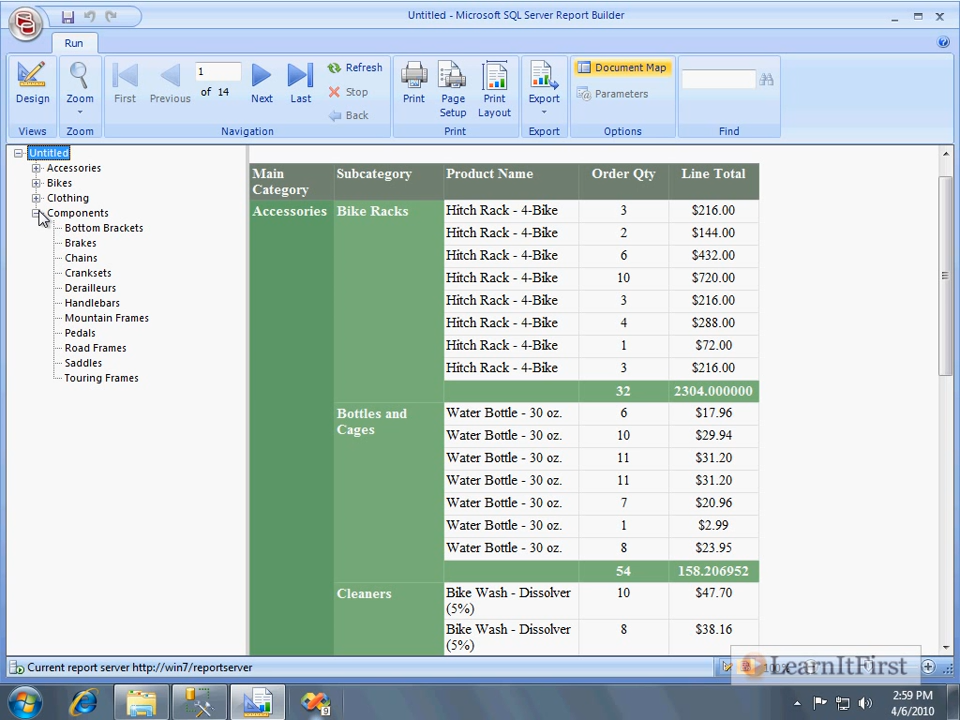 Untitled - Microsoft SQL Server Report Builder
Run
1
of 14
Design
Zoom
First
Previous
Next
Last
Refresh
Stop
Back
Print
Page Setup
Print Layout
Export
Document Map
Parameters
Views
Zoom
Navigation
Print
Export
Options
Find
Untitled
Accessories
Bikes
Clothing
Components
Bottom Brackets
Brakes
Chains
Cranksets
Derailleurs
Handlebars
Mountain Frames
Pedals
Road Frames
Saddles
Touring Frames
Main Category Subcategory Product Name Order Qty Line Total
Accessories Bike Racks Hitch Rack - 4-Bike 3 $216.00
Hitch Rack - 4-Bike 2 $144.00
Hitch Rack - 4-Bike 6 $432.00
Hitch Rack - 4-Bike 10 $720.00
Hitch Rack - 4-Bike 3 $216.00
Hitch Rack - 4-Bike 4 $288.00
Hitch Rack - 4-Bike 1 $72.00
Hitch Rack - 4-Bike 3 $216.00
32 2304.000000
Bottles and Cages Water Bottle - 30 oz. 6 $17.96
Water Bottle - 30 oz. 10 $29.94
Water Bottle - 30 oz. 11 $31.20
Water Bottle - 30 oz. 11 $31.20
Water Bottle - 30 oz. 7 $20.96
Water Bottle - 30 oz. 1 $2.99
Water Bottle - 30 oz. 8 $23.95
54 158.206952
Cleaners Bike Wash - Dissolver (5%) 10 $47.70
Bike Wash - Dissolver (5%) 8 $38.16
Current report server http://win7/reportserver
100%
LearnItFirst
9
2:59 PM
4/6/2010